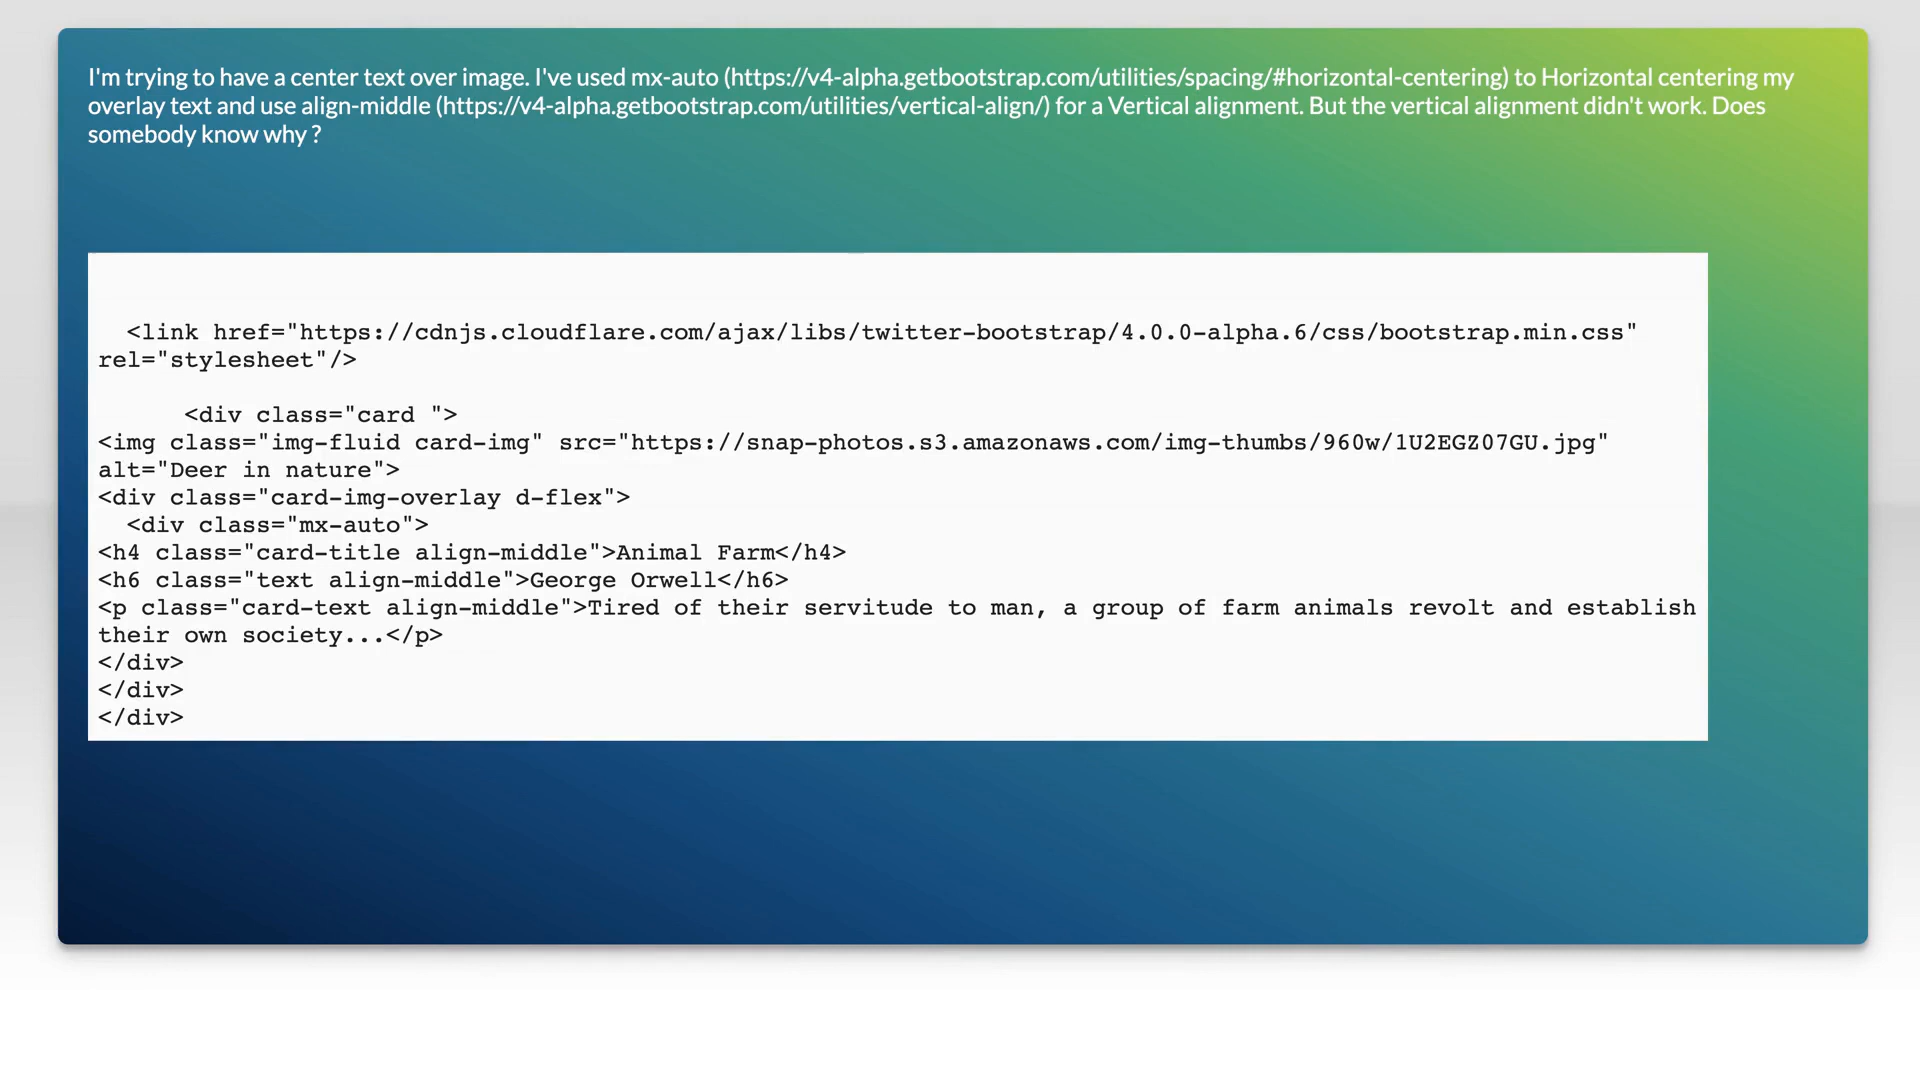 I'm trying to have a center text over image. I've used mx-auto (https://v4-alpha.getbootstrap.com/utilities/spacing/#horizontal-centering) to Horizontal centering my
overlay text and use align-middle (https://v4-alpha.getbootstrap.com/utilities/vertical-align/) for a Vertical alignment. But the vertical alignment didn't work. Does
somebody know why ?
<link href="https://cdnjs.cloudflare.com/ajax/libs/twitter-bootstrap/4.0.0-alpha.6/css/bootstrap.min.css"
rel="stylesheet"/>
<div class="card ">
<img class="img-fluid card-img" src="https://snap-photos.s3.amazonaws.com/img-thumbs/960w/1U2EGZ07GU.jpg"
alt="Deer in nature">
<div class="card-img-overlay d-flex">
<div class="mx-auto">
<h4 class="card-title align-middle">Animal Farm</h4>
<h6 class="text align-middle">George Orwell</h6>
<p class="card-text align-middle">Tired of their servitude to man, a group of farm animals revolt and establish
their own society...</p>
</div>
</div>
</div>